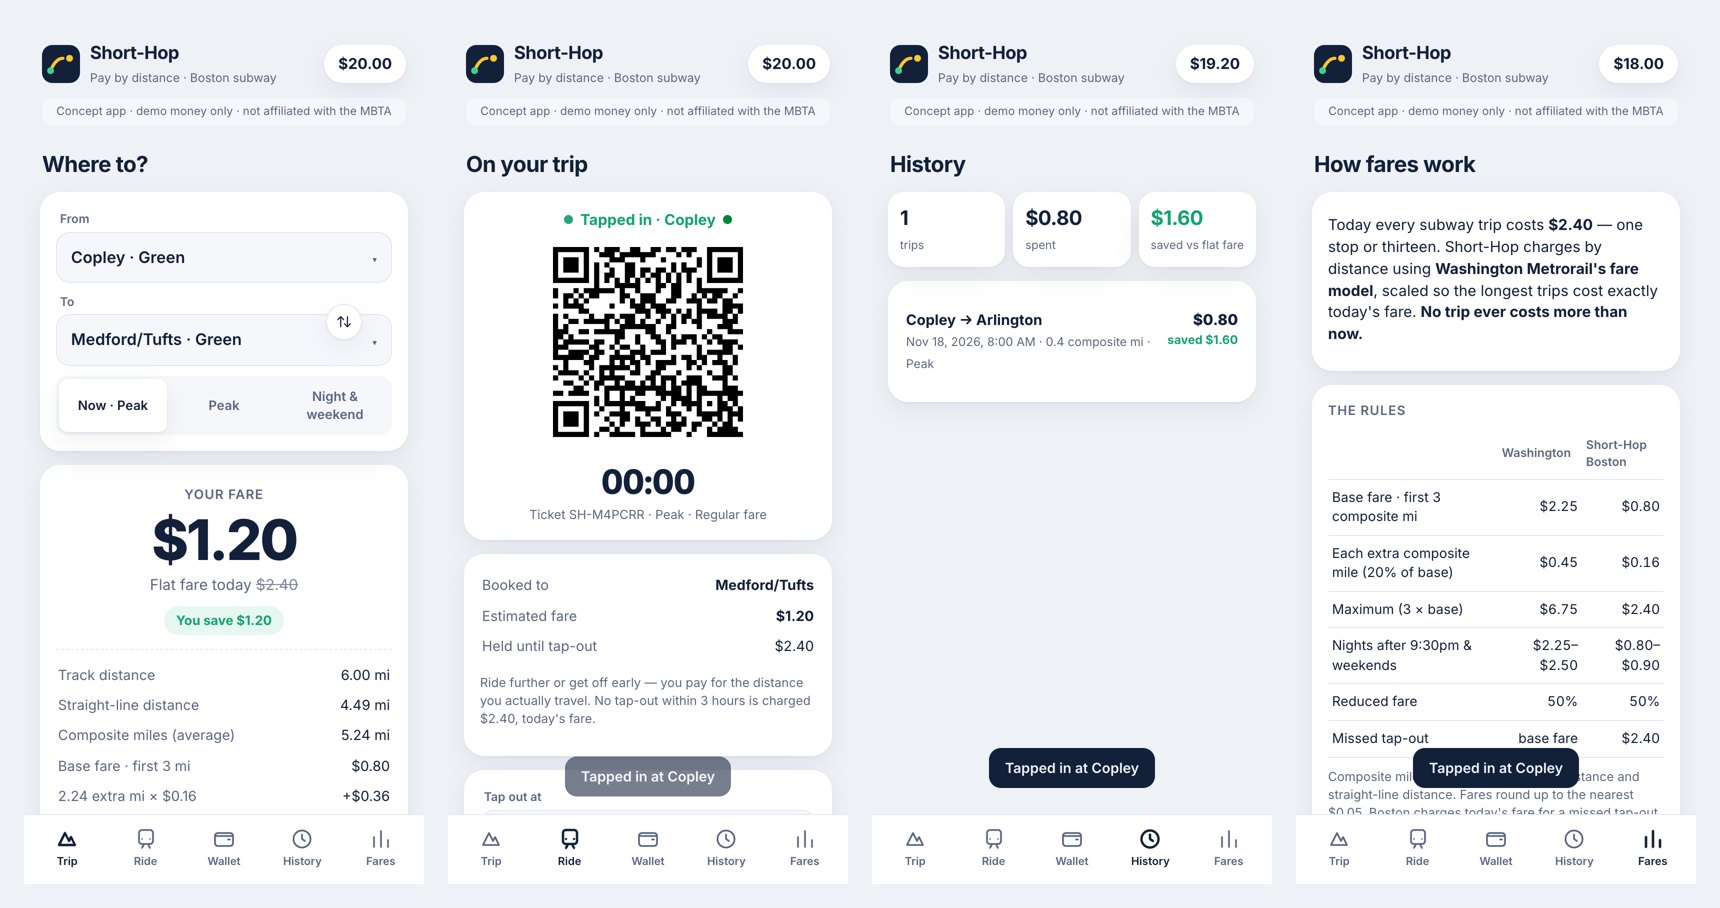 Short-Hop
Pay by distance · Boston subway
$20.00
Concept app · demo money only · not affiliated with the MBTA
Where to?
From
Copley · Green
To
Medford/Tufts · Green
Now · Peak
Peak
Night &
weekend
YOUR FARE
$1.20
Flat fare today $2.40
You save $1.20
Track distance 6.00 mi
Straight-line distance 4.49 mi
Composite miles (average) 5.24 mi
Base fare · first 3 mi $0.80
2.24 extra mi × $0.16 +$0.36
Trip Ride Wallet History Fares
Short-Hop
Pay by distance · Boston subway
$20.00
Concept app · demo money only · not affiliated with the MBTA
On your trip
Tapped in · Copley
00:00
Ticket SH-M4PCRR · Peak · Regular fare
Booked to Medford/Tufts
Estimated fare $1.20
Held until tap-out $2.40
Ride further or get off early — you pay for the distance
you actually travel. No tap-out within 3 hours is charged
$2.40, today's fare.
Tapped in at Copley
Tap out at
Trip Ride Wallet History Fares
Short-Hop
Pay by distance · Boston subway
$19.20
Concept app · demo money only · not affiliated with the MBTA
History
1
trips
$0.80
spent
$1.60
saved vs flat fare
Copley → Arlington $0.80
Nov 18, 2026, 8:00 AM · 0.4 composite mi · saved $1.60
Peak
Tapped in at Copley
Trip Ride Wallet History Fares
Short-Hop
Pay by distance · Boston subway
$18.00
Concept app · demo money only · not affiliated with the MBTA
How fares work
Today every subway trip costs $2.40 — one
stop or thirteen. Short-Hop charges by
distance using Washington Metrorail's fare
model, scaled so the longest trips cost exactly
today's fare. No trip ever costs more than
now.
THE RULES
Washington
Short-Hop
Boston
Base fare · first 3
composite mi
$2.25 $0.80
Each extra composite
mile (20% of base)
$0.45 $0.16
Maximum (3 × base) $6.75 $2.40
Nights after 9:30pm &
weekends
$2.25–
$2.50
$0.80–
$0.90
Reduced fare 50% 50%
Missed tap-out base fare $2.40
Tapped in at Copley
Composite and
straight-line distance. Fares round up to the nearest
$0.05. Boston charges today's fare for a missed tap-out
Trip Ride Wallet History Fares